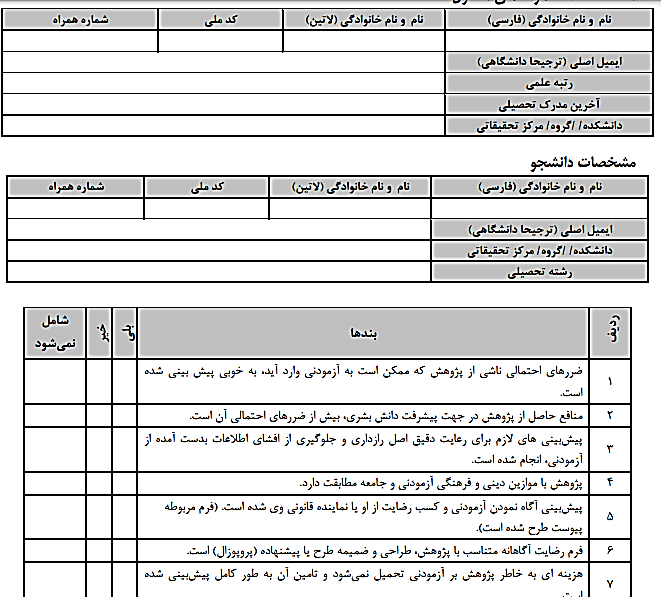 نام و نام خانوادگی (فارسی) نام و نام خانوادگی (لاتین) کد ملی شماره همراه
ایمیل اصلی (ترجیحا دانشگاهی)
رتبه علمی
آخرین مدرک تحصیلی
دانشکده/ /گروه/ مرکز تحقیقاتی
مشخصات دانشجو
نام و نام خانوادگی (فارسی) نام و نام خانوادگی (لاتین) کد ملی شماره همراه
ایمیل اصلی (ترجیحا دانشگاهی)
دانشکده/ /گروه/ مرکز تحقیقاتی
رشته تحصیلی
ردیف بندها بلی خیر شامل
نمی‌شود
۱ ضررهای احتمالی ناشی از پژوهش که ممکن است به آزمودنی وارد آید، به خوبی پیش بینی شده
است.
۲ منافع حاصل از پژوهش در جهت پیشرفت دانش بشری، بیش از ضررهای احتمالی آن است.
۳ پیش‌بینی های لازم برای رعایت دقیق اصل رازداری و جلوگیری از افشای اطلاعات بدست آمده از
آزمودنی، انجام شده است.
۴ پژوهش با موازین دینی و فرهنگی آزمودنی و جامعه مطابقت دارد.
۵ پیش‌بینی آگاه نمودن آزمودنی و کسب رضایت از او یا نماینده قانونی وی شده است. (فرم مربوطه
پیوست طرح شده است).
۶ فرم رضایت آگاهانه متناسب با پژوهش، طراحی و ضمیمه طرح یا پیشنهاده (پروپوزال) است.
۷ هزینه ای به خاطر پژوهش بر آزمودنی تحمیل نمی‌شود و تامین آن به طور کامل پیش‌بینی شده
است